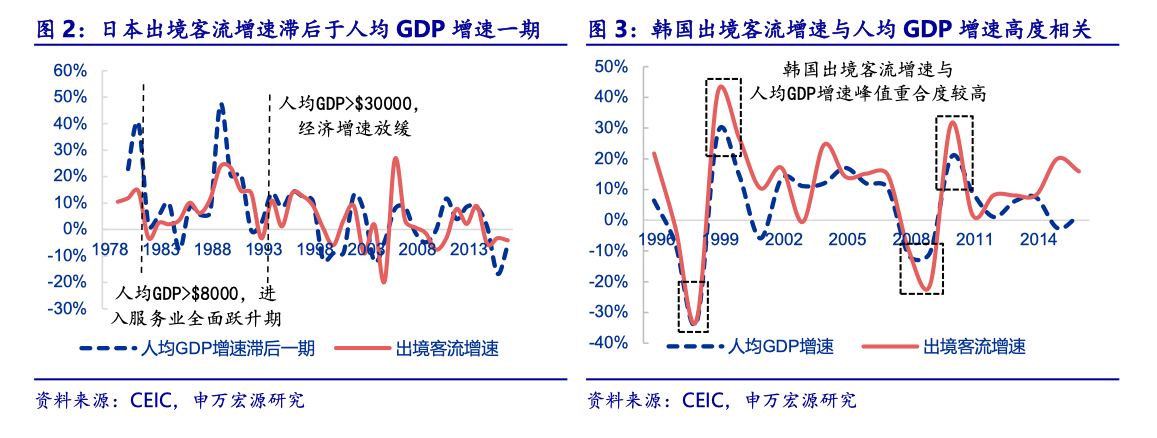 图 2：日本出境客流增速滞后于人均 GDP 增速一期
60%
50%
40%
30%
20%
10%
0%
-10%
-20%
-30%
人均GDP>$30000，
经济增速放缓
1978
1983
1988
1993
1998
2003
2008
2013
人均GDP>$8000，进
入服务业全面跃升期
人均GDP增速滞后一期
出境客流增速
资料来源：CEIC，申万宏源研究
图 3：韩国出境客流增速与人均 GDP 增速高度相关
50%
40%
30%
20%
10%
0%
-10%
-20%
-30%
-40%
韩国出境客流增速与
人均GDP增速峰值重合度较高
1996
1999
2002
2005
2008
2011
2014
人均GDP增速
出境客流增速
资料来源：CEIC，申万宏源研究